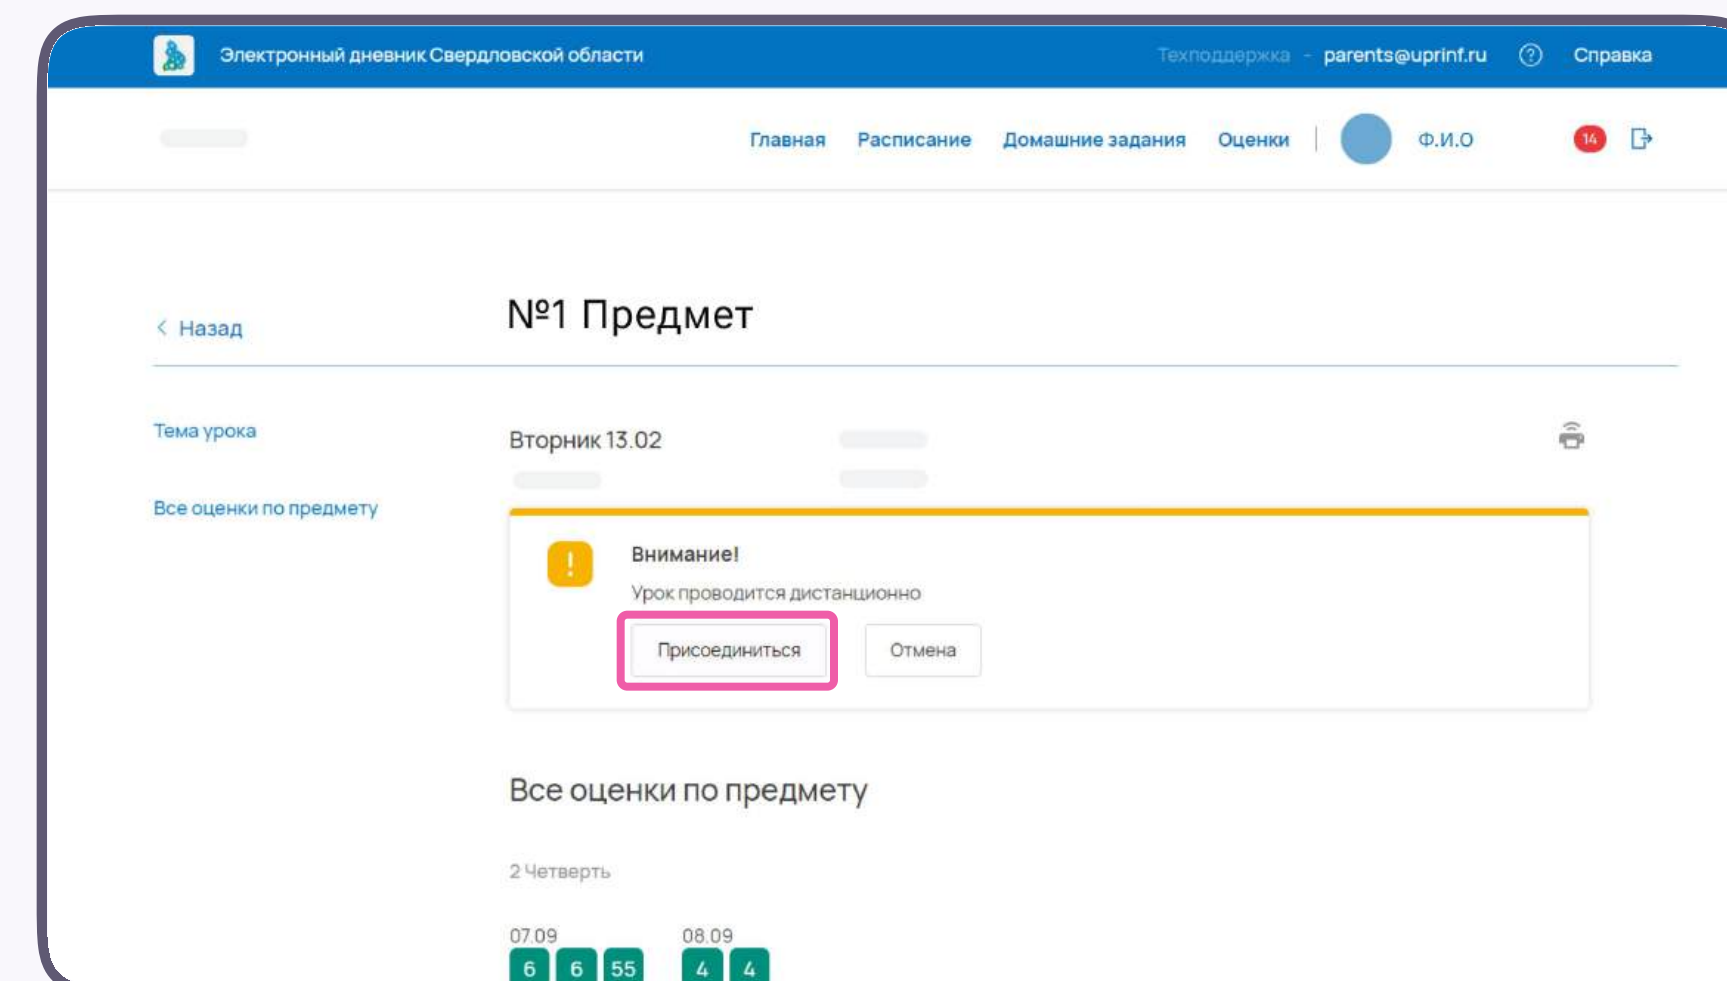 Электронный дневник Свердловской области
Техподдержка - parents@uprinf.ru ? Справка
Главная Расписание Домашние задания Оценки Ф.И.О 14
Назад
№1 Предмет
Тема урока
Вторник 13.02
Все оценки по предмету
!
Внимание!
Урок проводится дистанционно
Присоединиться Отмена
Все оценки по предмету
2 Четверть
07.09 08.09
6 6 55 4 4